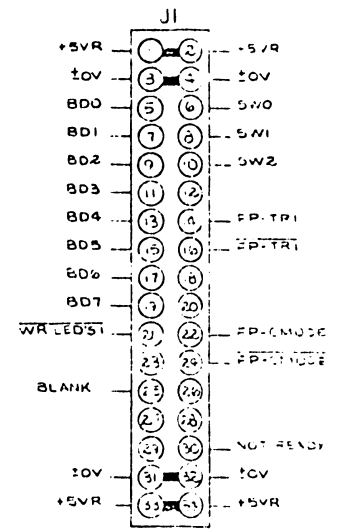 J1
+5VR 1 2 +5VR
±0V 3 4 ±0V
BD0 5 6 SW0
BD1 7 8 SW1
BD2 9 10 SW2
BD3 11 12
BD4 13 FP-TR1
BD5 15 16 FP-TR1
BD6 17 18
BD7 19 20
WR LEDS1 21 22 FP-CMODE
23 24 FP-CMODE
BLANK 25 26
27 28
29 30 NOT READY
±0V 31 32 ±0V
+5VR 33 +5VR